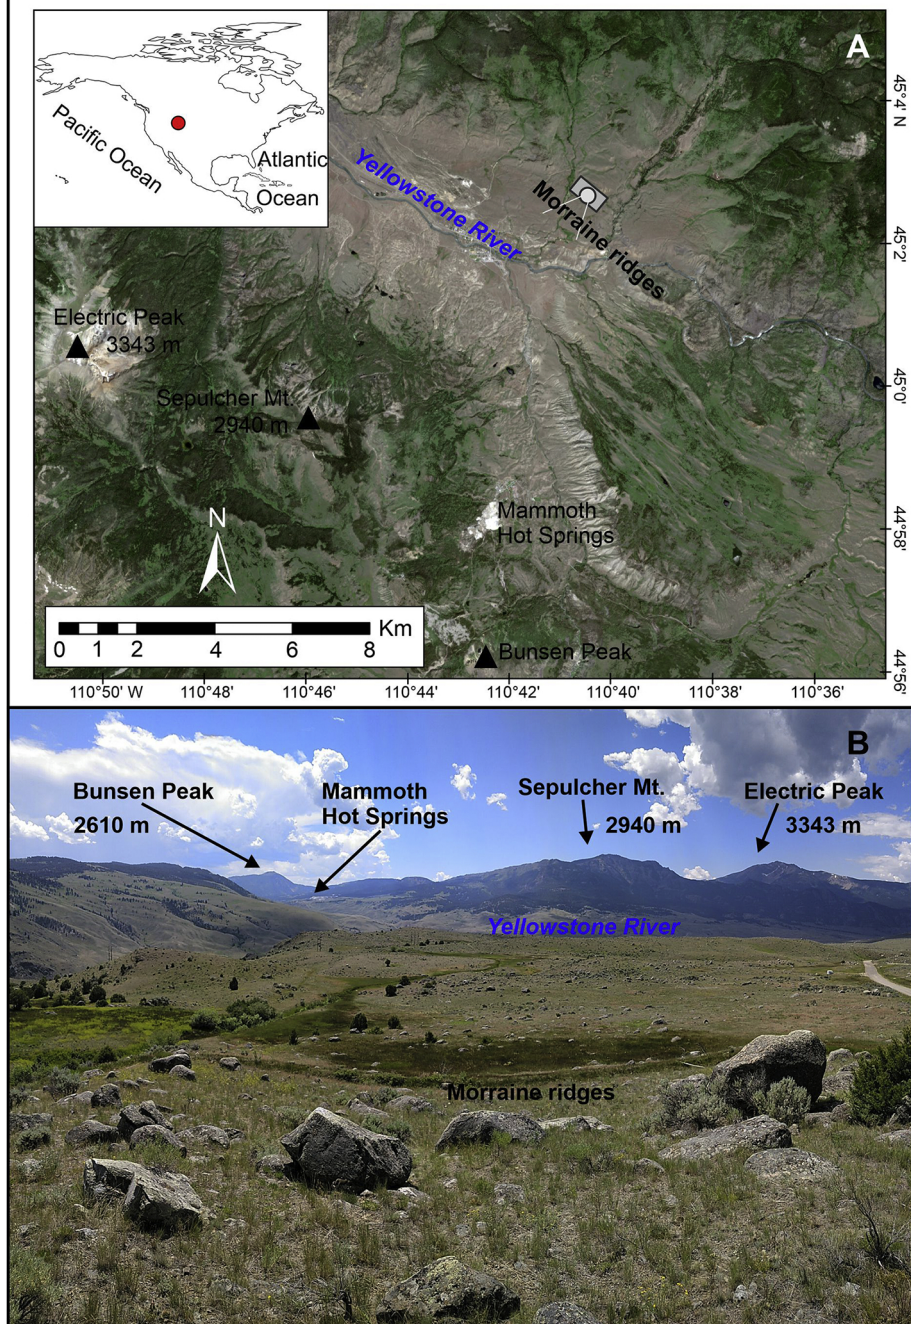 A
Pacific Ocean
Atlantic
Ocean
Yellowstone River
Morraine ridges
45°4' N
45°2'
45°0'
44°58'
44°56'
Electric Peak
3343 m
Sepulcher Mt.
2940 m
Mammoth
Hot Springs
N
Km
0 1 2 4 6 8
Bunsen Peak
110°50' W 110°48' 110°46' 110°44' 110°42' 110°40' 110°38' 110°36'
B
Bunsen Peak
2610 m
Mammoth
Hot Springs
Sepulcher Mt.
2940 m
Electric Peak
3343 m
Yellowstone River
Morraine ridges